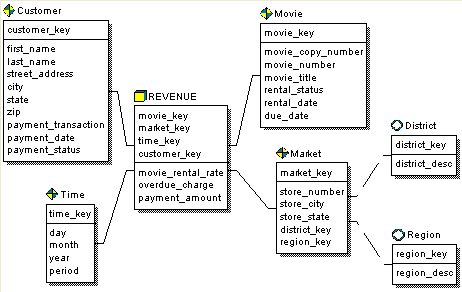 Customer
customer_key
first_name
last_name
street_address
city
state
zip
payment_transaction
payment_date
payment_status
Movie
movie_key
movie_copy_number
movie_number
movie_title
rental_status
rental_date
due_date
REVENUE
movie_key
market_key
time_key
customer_key
movie_rental_rate
overdue_charge
payment_amount
Market
market_key
store_number
store_city
store_state
district_key
region_key
District
district_key
district_desc
Time
time_key
day
month
year
period
Region
region_key
region_desc